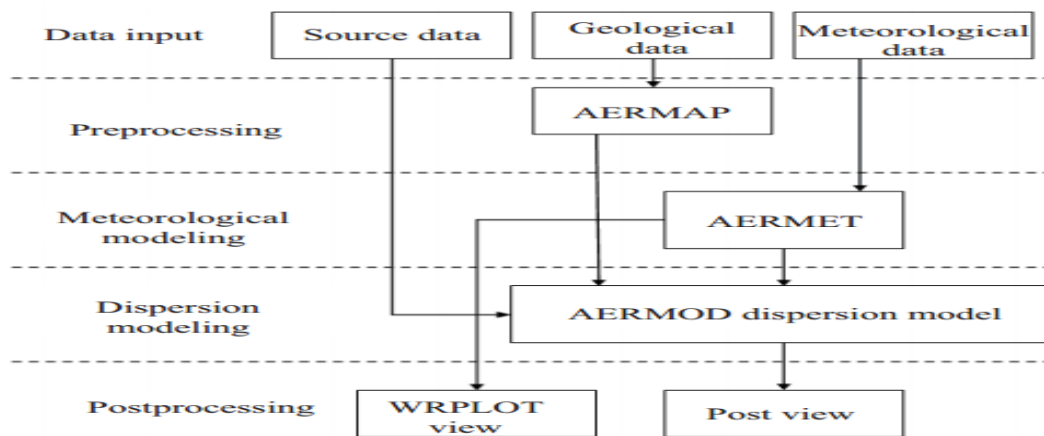 Data input
Source data
Geological
data
Meteorological
data
Preprocessing
AERMAP
Meteorological
modeling
AERMET
Dispersion
modeling
AERMOD dispersion model
Postprocessing
WRPLOT
view
Post view